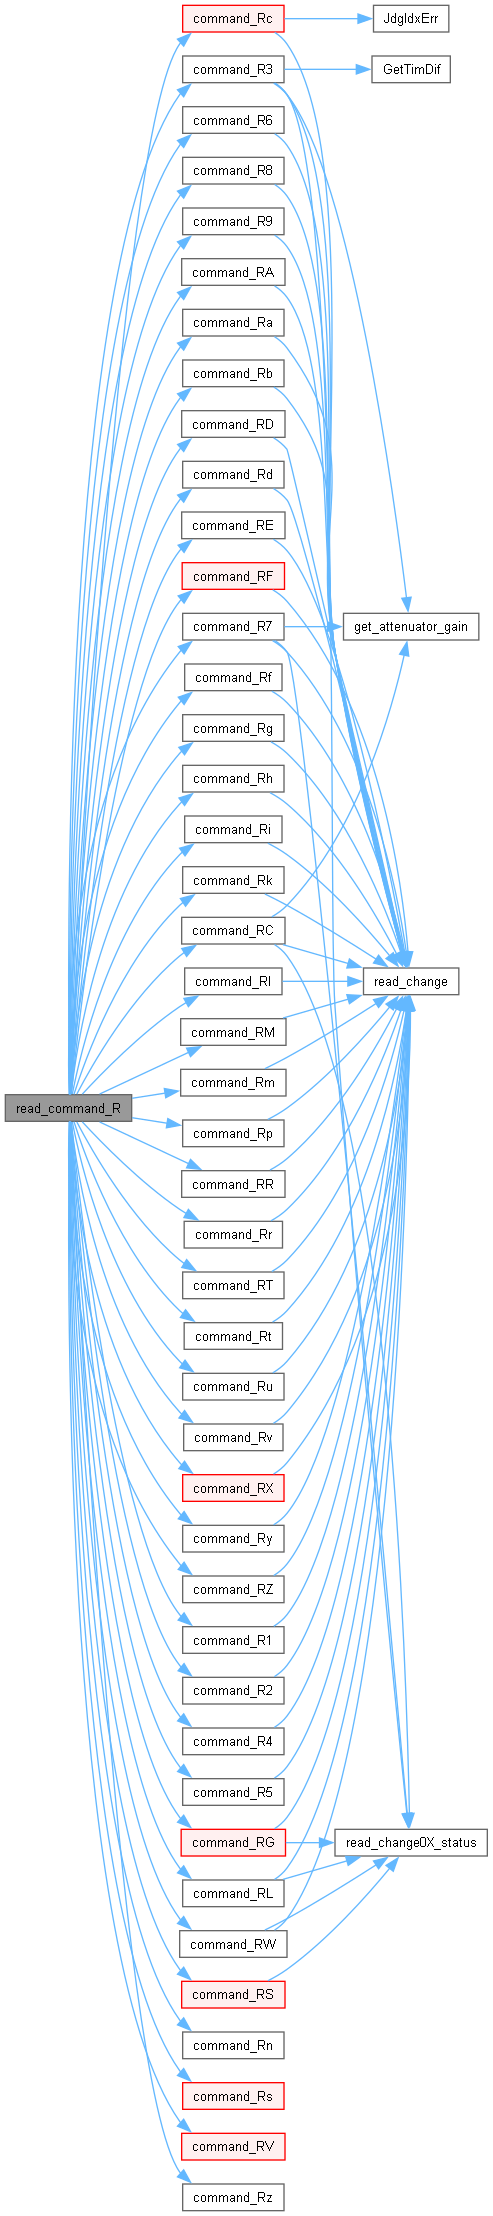 command_Rc
JdgIdxErr
command_R3
GetTimDif
command_R6
command_R8
command_R9
command_RA
command_Ra
command_Rb
command_RD
command_Rd
command_RE
command_RF
command_R7
get_attenuator_gain
command_Rf
command_Rg
command_Rh
command_Ri
command_Rk
command_RC
command_Rl
read_change
command_RM
command_Rm
read_command_R
command_Rp
command_RR
command_Rr
command_RT
command_Rt
command_Ru
command_Rv
command_RX
command_Ry
command_RZ
command_R1
command_R2
command_R4
command_R5
command_RG
read_change0X_status
command_RL
command_RW
command_RS
command_Rn
command_Rs
command_RV
command_Rz